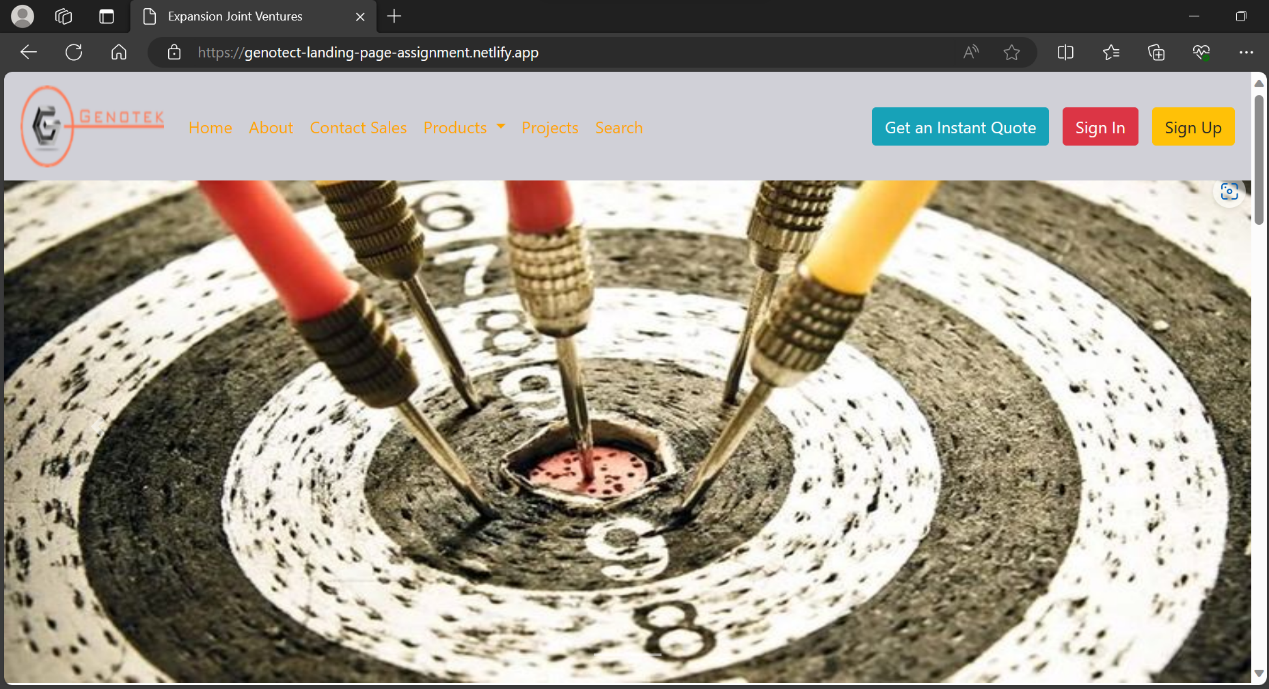 Expansion Joint Ventures
https://genotect-landing-page-assignment.netlify.app
GENOTEK
Home About Contact Sales Products Projects Search
Get an Instant Quote Sign In Sign Up
6
7
8
9
9
8